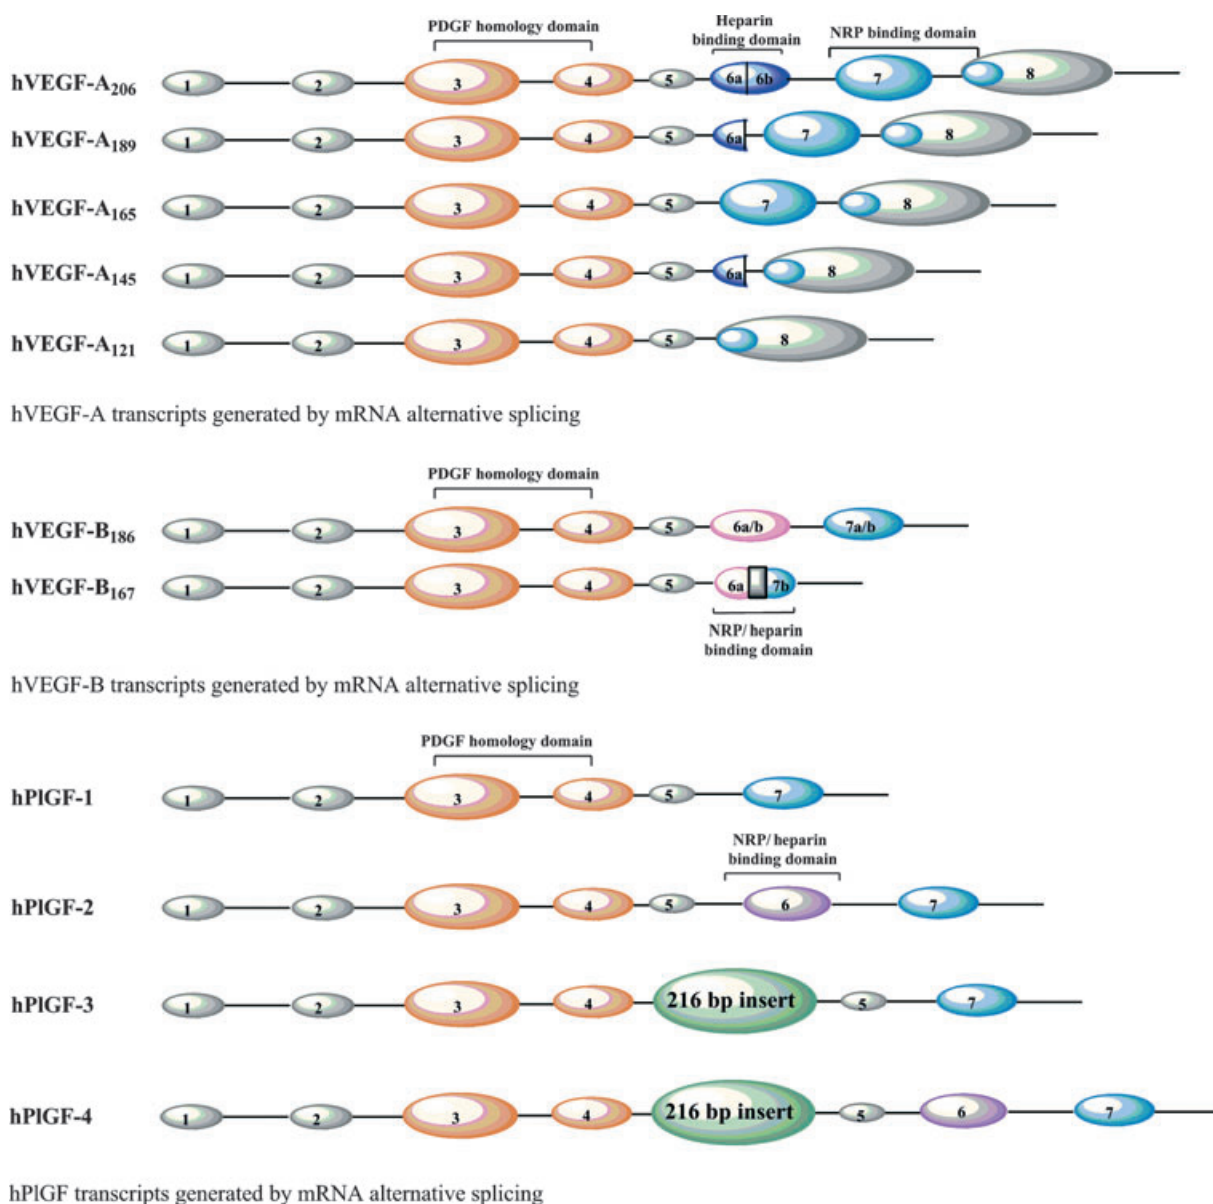 PDGF homology domain
Heparin
binding domain
NRP binding domain
hVEGF-A206 1 2 3 4 5 6a 6b 7 8
hVEGF-A189 1 2 3 4 5 6a 7 8
hVEGF-A165 1 2 3 4 5 7 8
hVEGF-A145 1 2 3 4 5 6a 8
hVEGF-A121 1 2 3 4 5 8
hVEGF-A transcripts generated by mRNA alternative splicing
PDGF homology domain
hVEGF-B186 1 2 3 4 5 6a/b 7a/b
hVEGF-B167 1 2 3 4 5 6a 7b
NRP/heparin
binding domain
hVEGF-B transcripts generated by mRNA alternative splicing
PDGF homology domain
hPlGF-1 1 2 3 4 5 7
NRP/heparin
binding domain
hPlGF-2 1 2 3 4 5 6 7
hPlGF-3 1 2 3 4 216 bp insert 5 7
hPlGF-4 1 2 3 4 216 bp insert 5 6 7
hPlGF transcripts generated by mRNA alternative splicing